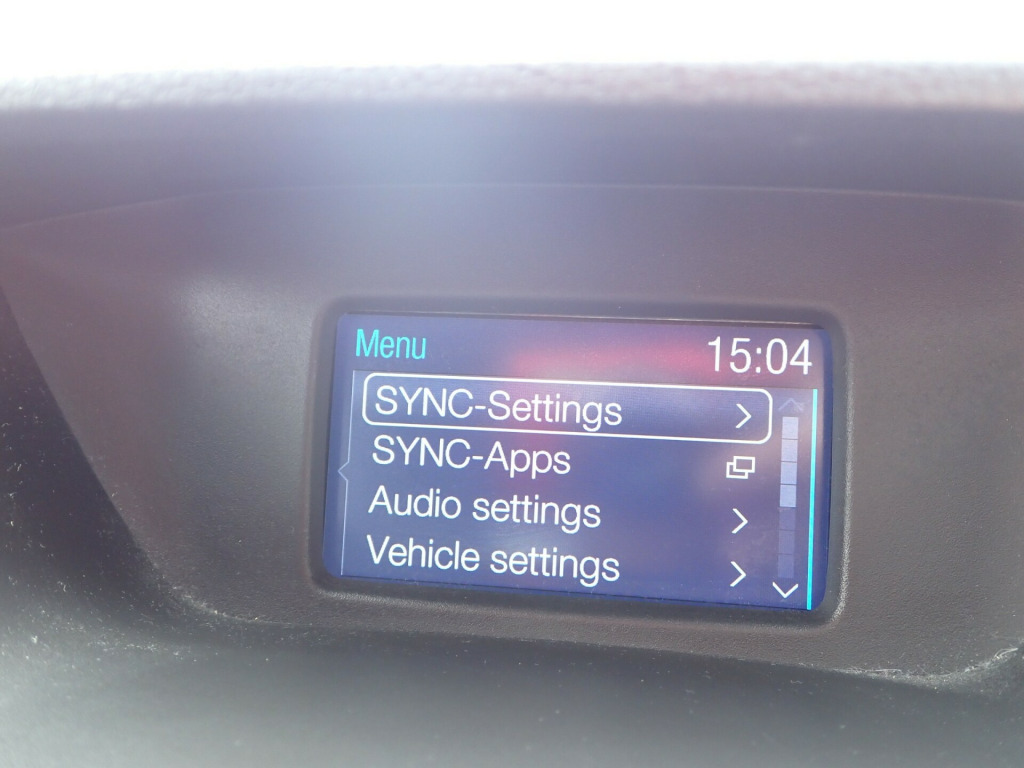 Menu 15:04
SYNC-Settings
SYNC-Apps
Audio settings
Vehicle settings